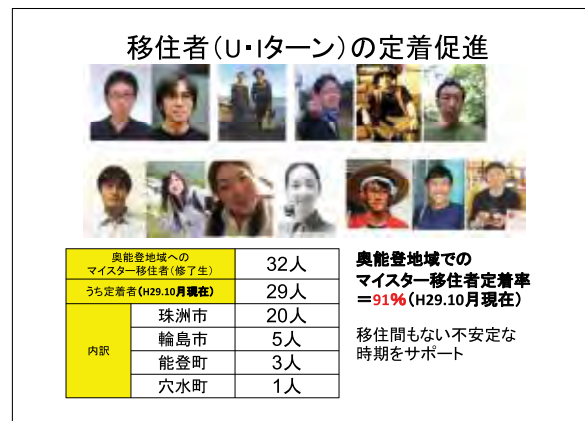 移住者(U・Iターン)の定着促進
奥能登地域への
マイスター移住者(修了生)
32人
うち定着者(H29.10月現在)
29人
内訳
珠洲市
20人
輪島市
5人
能登町
3人
穴水町
1人
奥能登地域での
マイスター移住者定着率
=91%(H29.10月現在)
移住間もない不安定な
時期をサポート